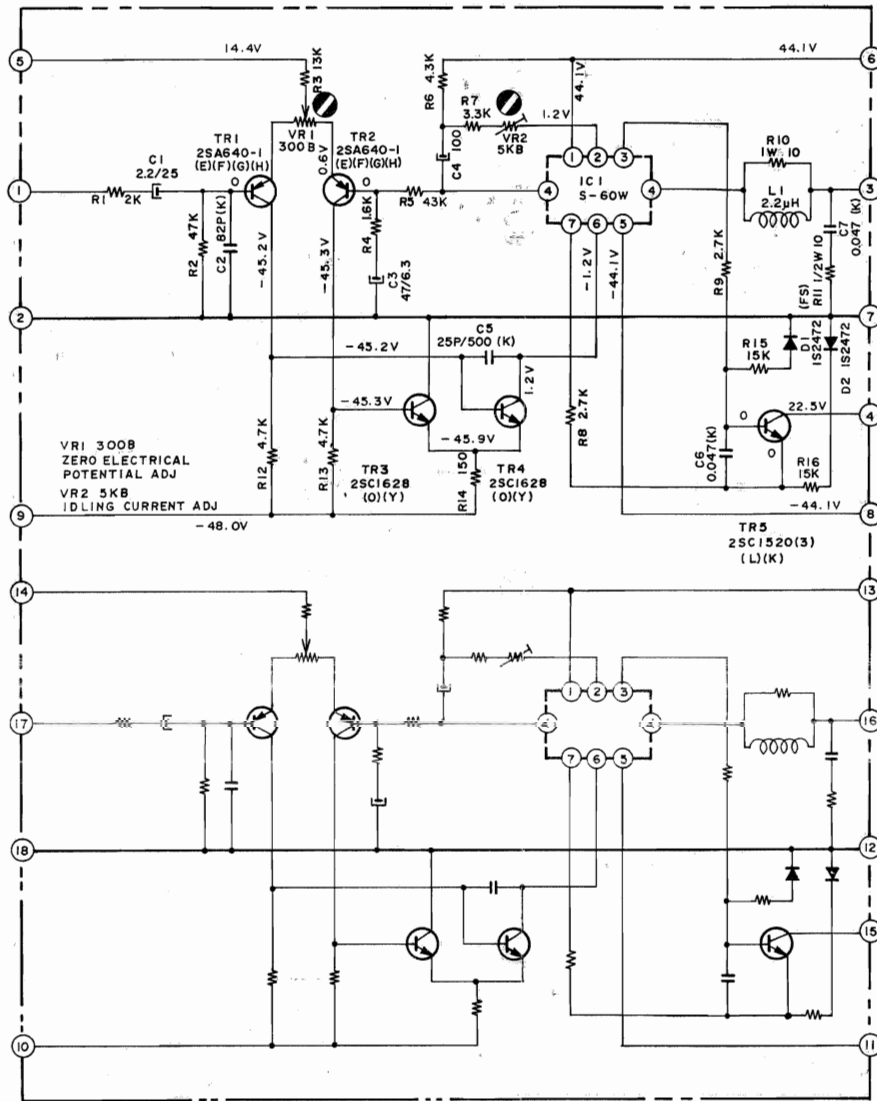 5
14.4V
44.1V
6
R3 13K
R6 4.3K
44.1V
R7
3.3K
1.2V
VR2
5KB
VR1
300B
TR1
2SA640-1
(E)(F)(G)(H)
TR2
2SA640-1
(E)(F)(G)(H)
0.6V
C4 100
1
2
3
R10
1W 10
C1
2.2/25
IC1
S-60W
L1
2.2μH
1
R1
2K
0
0
R5
43K
4
4
3
R2 47K
C2 82P(K)
R4 1.6K
7
6
5
C7
0.047 (K)
-45.2V
-45.3V
C3
47/6.3
-1.2V
-44.1V
R9 2.7K
R11 1/2W 10
(FS)
2
7
C5
25P/500 (K)
-45.2V
1.2V
R15
15K
D1
1S2472
1S2472
D2
-45.3V
R8 2.7K
0
22.5V
4
-45.9V
0
VR1 300B
ZERO ELECTRICAL
POTENTIAL ADJ
VR2 5KB
IDLING CURRENT ADJ
R12 4.7K
R13 4.7K
TR3
2SC1628
(O)(Y)
R14 150
TR4
2SC1628
(O)(Y)
C6
0.047(K)
R16
15K
9
-48.0V
-44.1V
8
TR5
2SC1520(3)
(L)(K)
14
13
1
2
3
17
16
7
6
5
18
12
15
10
11